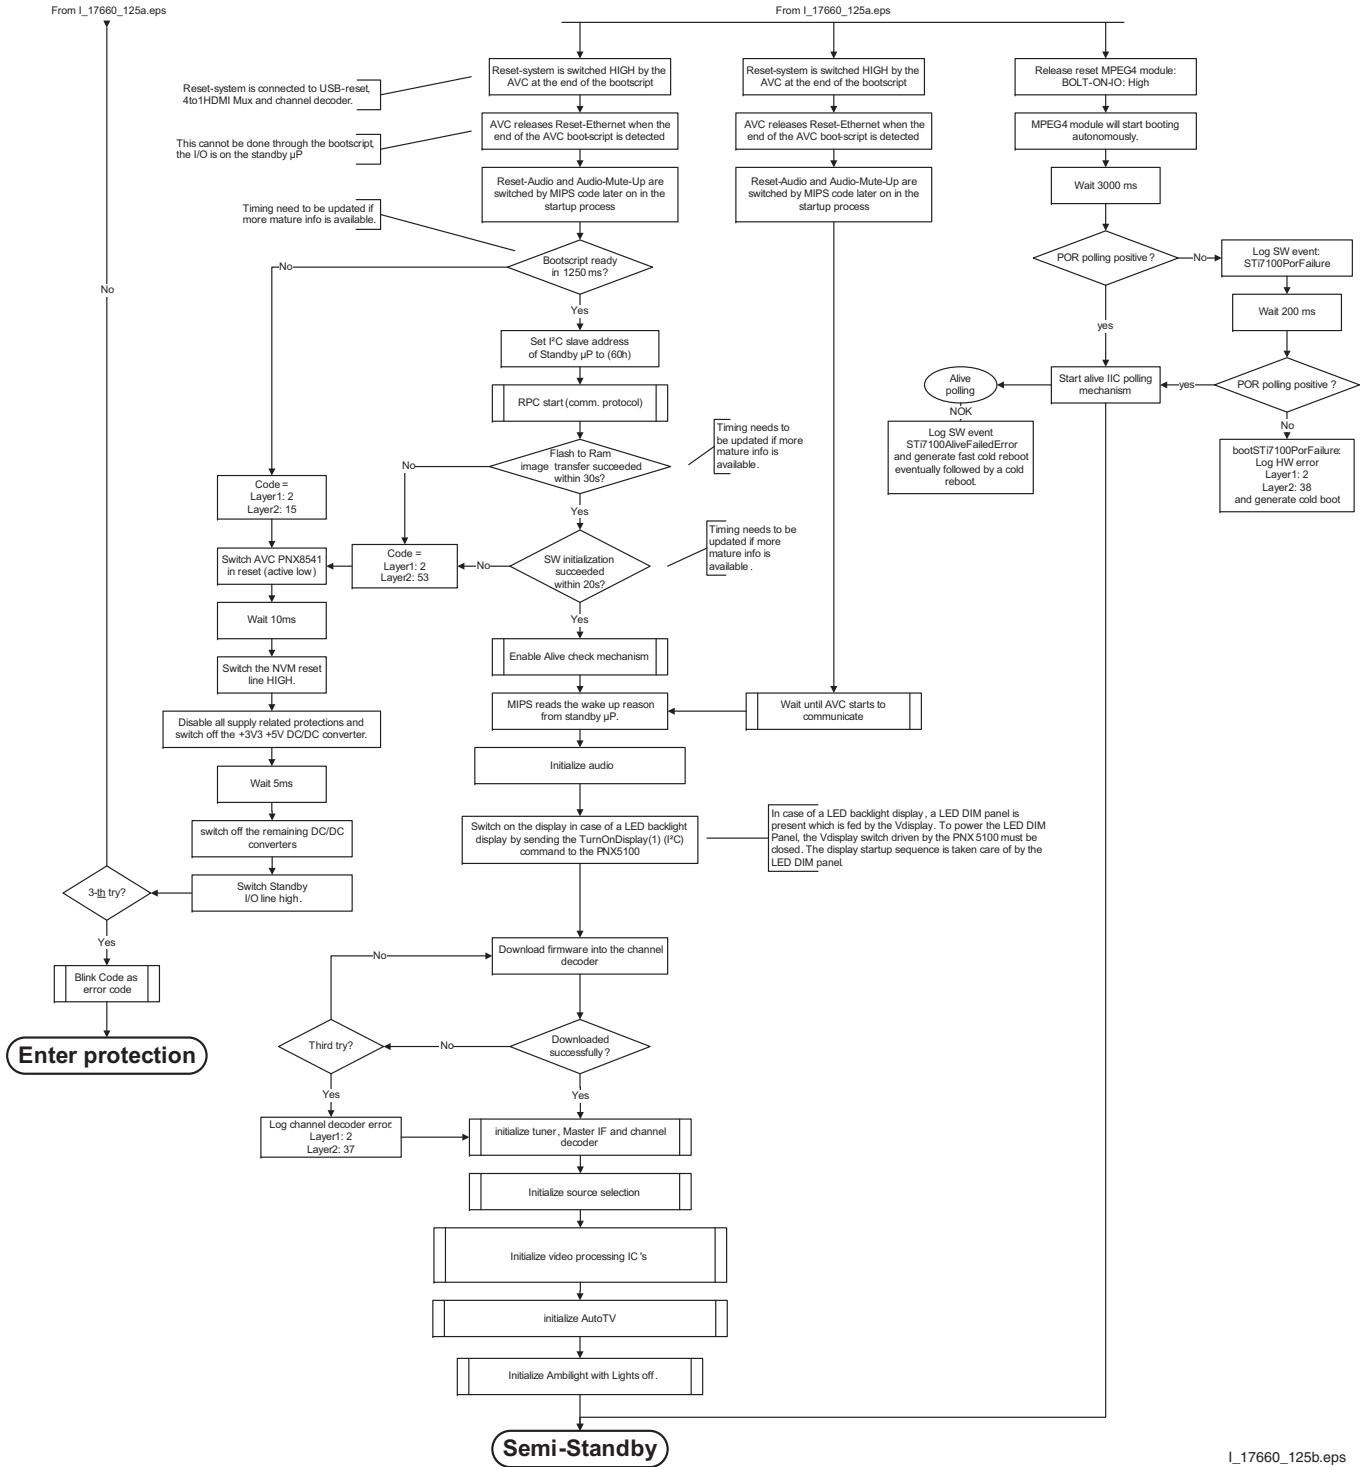 From I_17660_125a.eps
From I_17660_125a.eps
Reset-system is connected to USB-reset,
4to1HDMI Mux and channel decoder.
This cannot be done through the bootscript,
the I/O is on the standby µP
Timing need to be updated if
more mature info is available.
Reset-system is switched HIGH by the
AVC at the end of the bootscript
AVC releases Reset-Ethernet when the
end of the AVC boot-script is detected
Reset-Audio and Audio-Mute-Up are
switched by MIPS code later on in the
startup process
Reset-system is switched HIGH by the
AVC at the end of the bootscript
AVC releases Reset-Ethernet when the
end of the AVC boot-script is detected
Reset-Audio and Audio-Mute-Up are
switched by MIPS code later on in the
startup process
Release reset MPEG4 module:
BOLT-ON-IO: High
MPEG4 module will start booting
autonomously.
Wait 3000 ms
POR polling positive ?
No
Log SW event:
STi7100PorFailure
Wait 200 ms
POR polling positive ?
yes
yes
Start alive IIC polling
mechanism
Alive
polling
NOK
Log SW event
STi7100AliveFailedError
and generate fast cold reboot
eventually followed by a cold
reboot.
No
bootSTi7100PorFailure:
Log HW error
Layer1: 2
Layer2: 38
and generate cold boot
No
No
Bootscript ready
in 1250 ms?
Yes
Set I²C slave address
of Standby µP to (60h)
RPC start (comm. protocol)
Timing needs to
be updated if more
mature info is
available.
Flash to Ram
image transfer succeeded
within 30s?
No
Yes
Timing needs to be
updated if more
mature info is
available.
SW initialization
succeeded
within 20s?
No
Code =
Layer1: 2
Layer2: 53
Code =
Layer1: 2
Layer2: 15
Switch AVC PNX8541
in reset (active low)
Wait 10ms
Switch the NVM reset
line HIGH.
Disable all supply related protections and
switch off the +3V3 +5V DC/DC converter.
Wait 5ms
switch off the remaining DC/DC
converters
Switch Standby
I/O line high.
3-th try?
Yes
Blink Code as
error code
Enter protection
Yes
Enable Alive check mechanism
MIPS reads the wake up reason
from standby µP.
Wait until AVC starts to
communicate
Initialize audio
Switch on the display in case of a LED backlight
display by sending the TurnOnDisplay(1) (I²C)
command to the PNX5100
In case of a LED backlight display, a LED DIM panel is
present which is fed by the Vdisplay. To power the LED DIM
Panel, the Vdisplay switch driven by the PNX5100 must be
closed. The display startup sequence is taken care of by the
LED DIM panel.
Download firmware into the channel
decoder
No
Third try?
No
Downloaded
successfully?
Yes
Yes
Log channel decoder error:
Layer1: 2
Layer2: 37
initialize tuner, Master IF and channel
decoder
Initialize source selection
Initialize video processing IC's
initialize AutoTV
Initialize Ambilight with Lights off.
Semi-Standby
I_17660_125b.eps